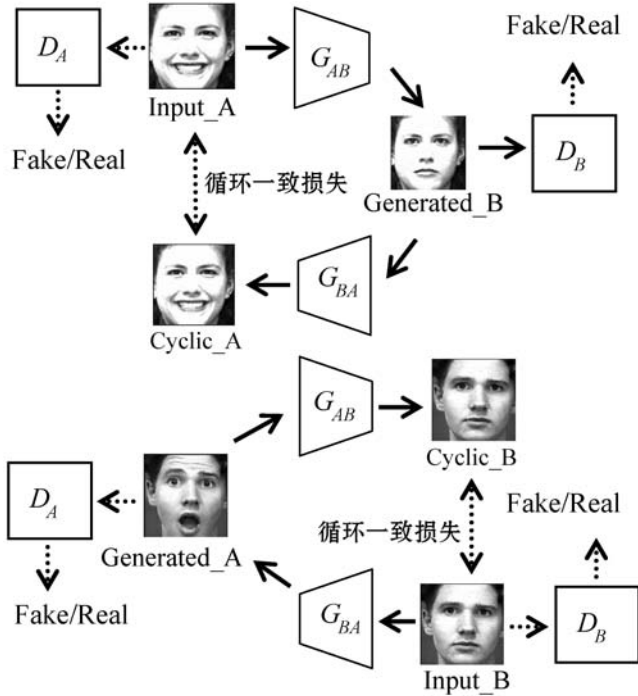 D_A
Fake/Real
Input_A
G_AB
Fake/Real
D_B
Generated_B
循环一致损失
G_BA
Cyclic_A
G_AB
Cyclic_B
D_A
Fake/Real
Generated_A
循环一致损失
Fake/Real
G_BA
Input_B
D_B